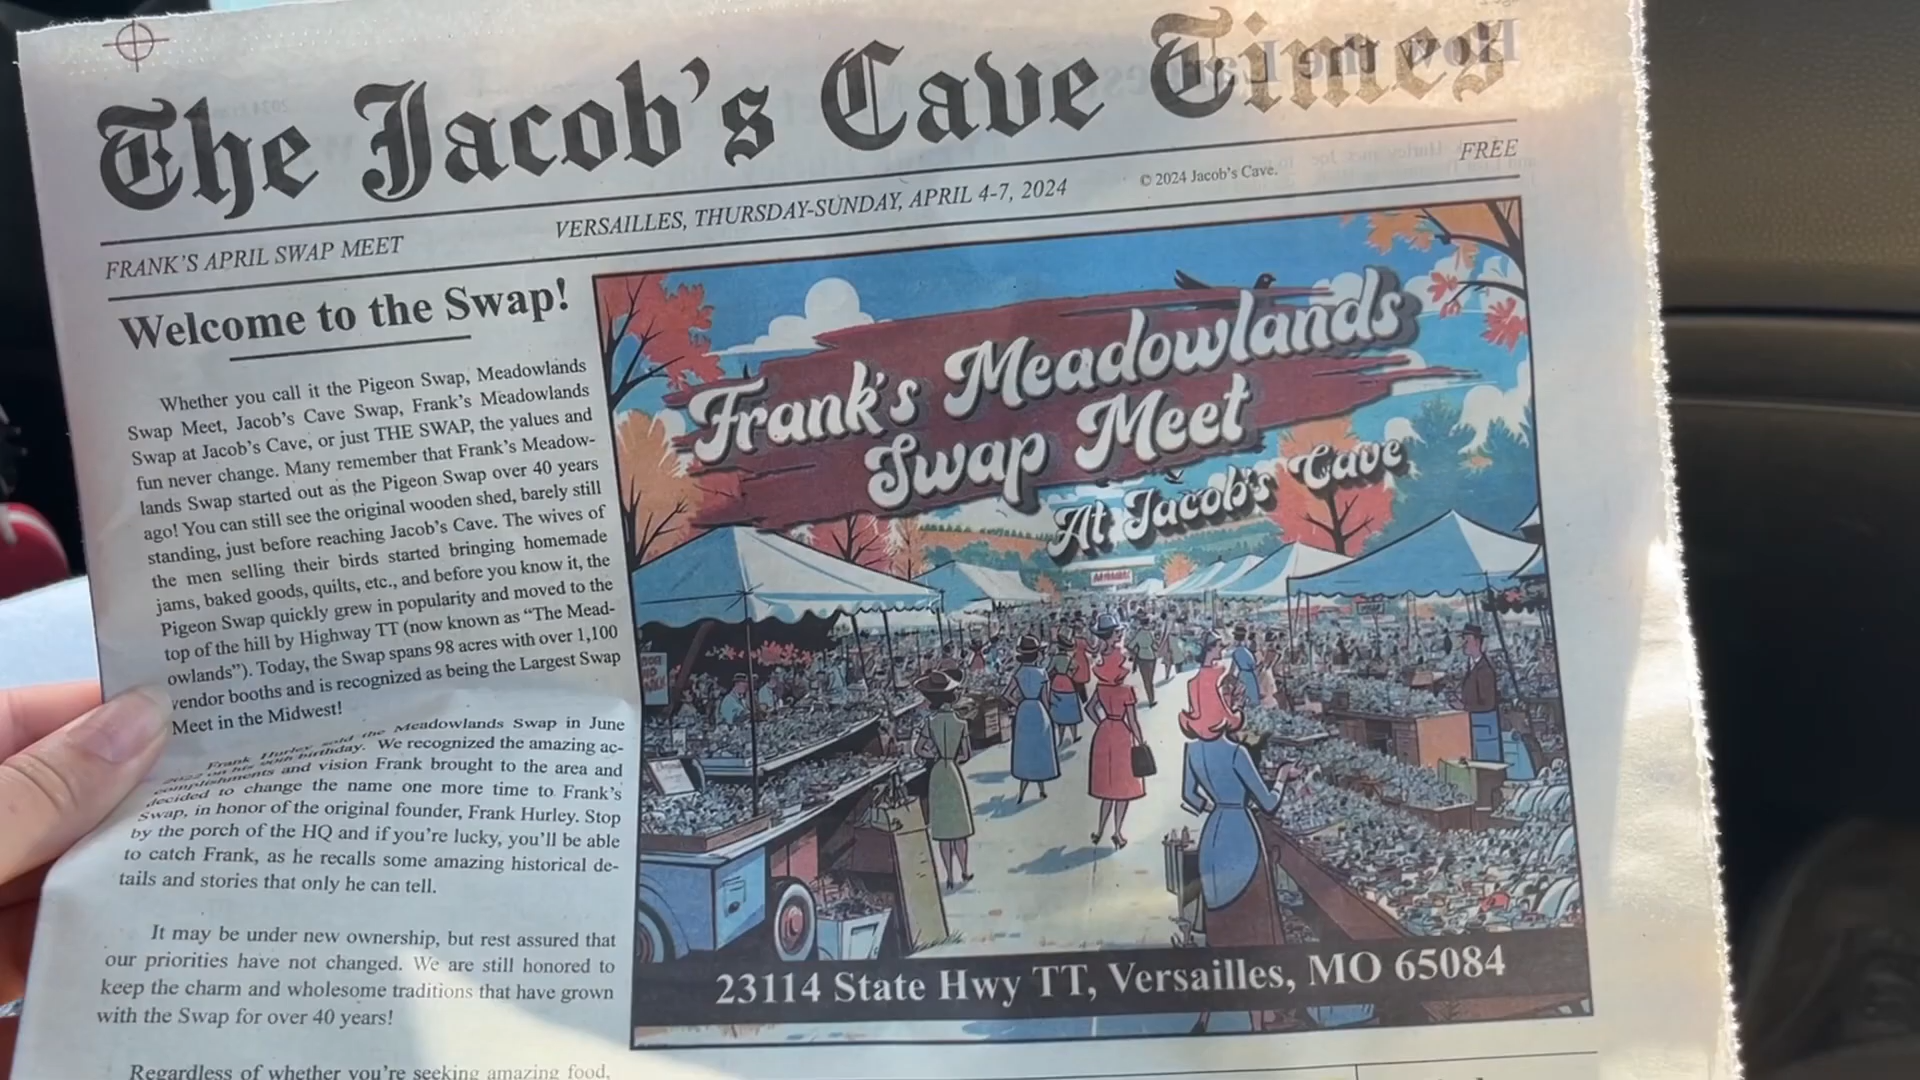 The Jacob's Cave Times
FRANK'S APRIL SWAP MEET
VERSAILLES, THURSDAY-SUNDAY, APRIL 4-7, 2024
© 2024 Jacob's Cave.
FREE
Welcome to the Swap!
Whether you call it the Pigeon Swap, Meadowlands
Swap Meet, Jacob's Cave Swap, Frank's Meadowlands
Swap at Jacob's Cave, or just THE SWAP, the values and
fun never change. Many remember that Frank's Meadow-
lands Swap started out as the Pigeon Swap over 40 years
ago! You can still see the original wooden shed, barely still
standing, just before reaching Jacob's Cave. The wives of
the men selling their birds started bringing homemade
jams, baked goods, quilts, etc., and before you know it, the
Pigeon Swap quickly grew in popularity and moved to the
top of the hill by Highway TT (now known as “The Mead-
owlands”). Today, the Swap spans 98 acres with over 1,100
vendor booths and is recognized as being the Largest Swap
Meet in the Midwest!
Frank Hurley sold the Meadowlands Swap in June
2022 on his 90th birthday. We recognized the amazing ac-
complishments and vision Frank brought to the area and
decided to change the name one more time to Frank's
Swap, in honor of the original founder, Frank Hurley. Stop
by the porch of the HQ and if you're lucky, you'll be able
to catch Frank, as he recalls some amazing historical de-
tails and stories that only he can tell.
It may be under new ownership, but rest assured that
our priorities have not changed. We are still honored to
keep the charm and wholesome traditions that have grown
with the Swap for over 40 years!
Regardless of whether you're seeking amazing food,
Frank's Meadowlands
Swap Meet
At Jacob's Cave
23114 State Hwy TT, Versailles, MO 65084